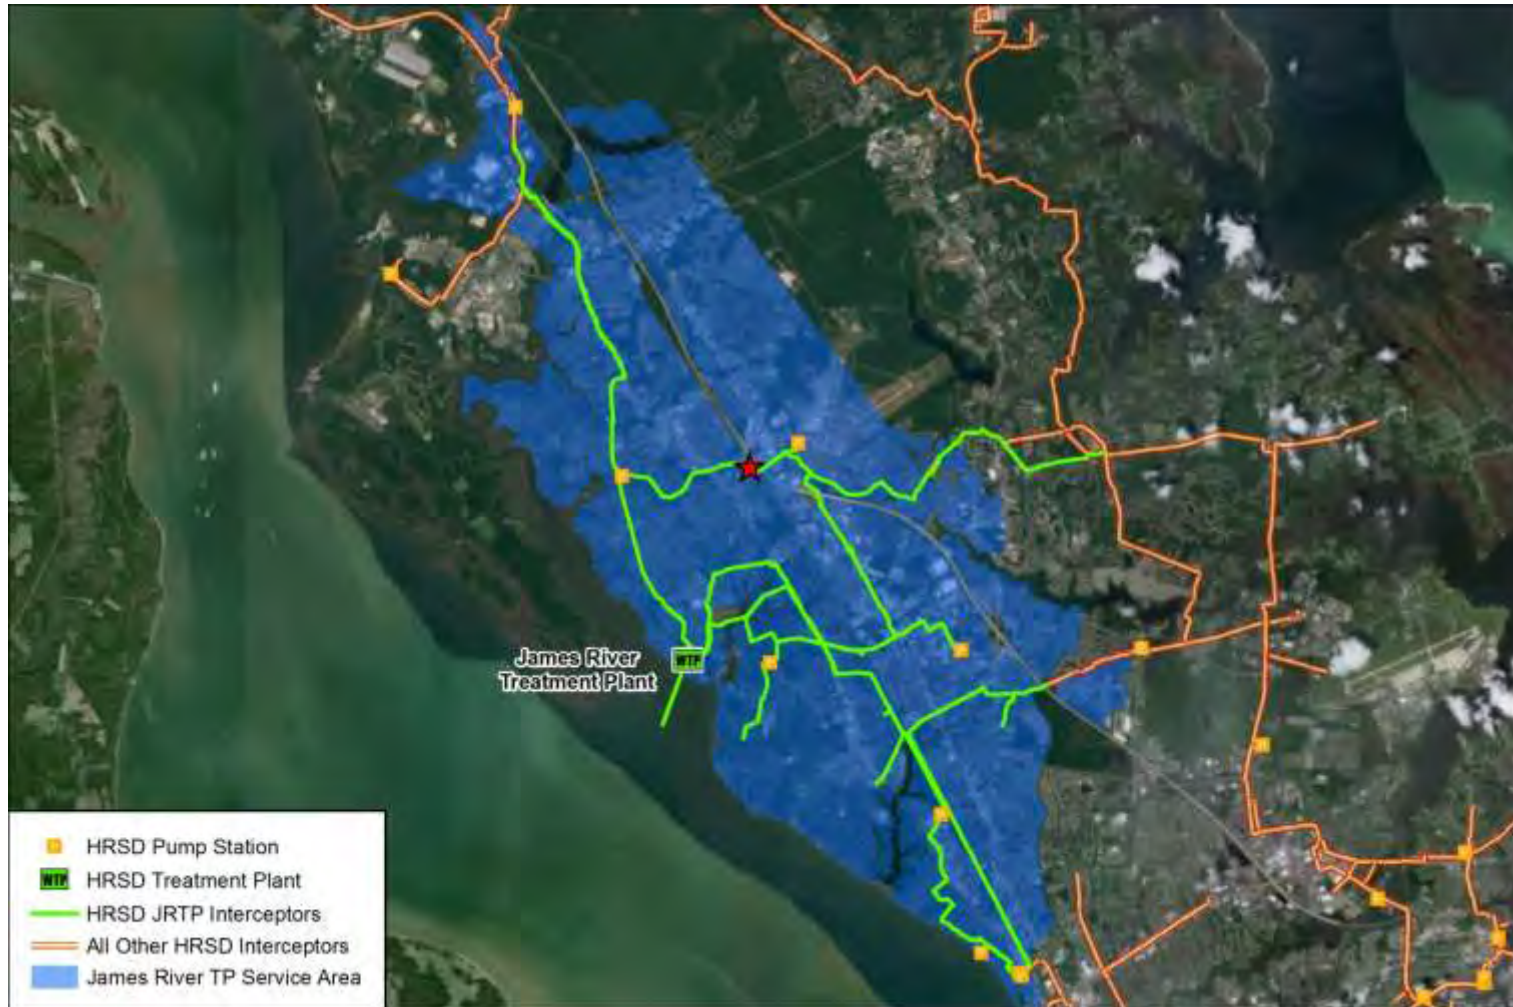 James River
Treatment Plant
WTP
HRSD Pump Station
WTP HRSD Treatment Plant
HRSD JRTP Interceptors
All Other HRSD Interceptors
James River TP Service Area